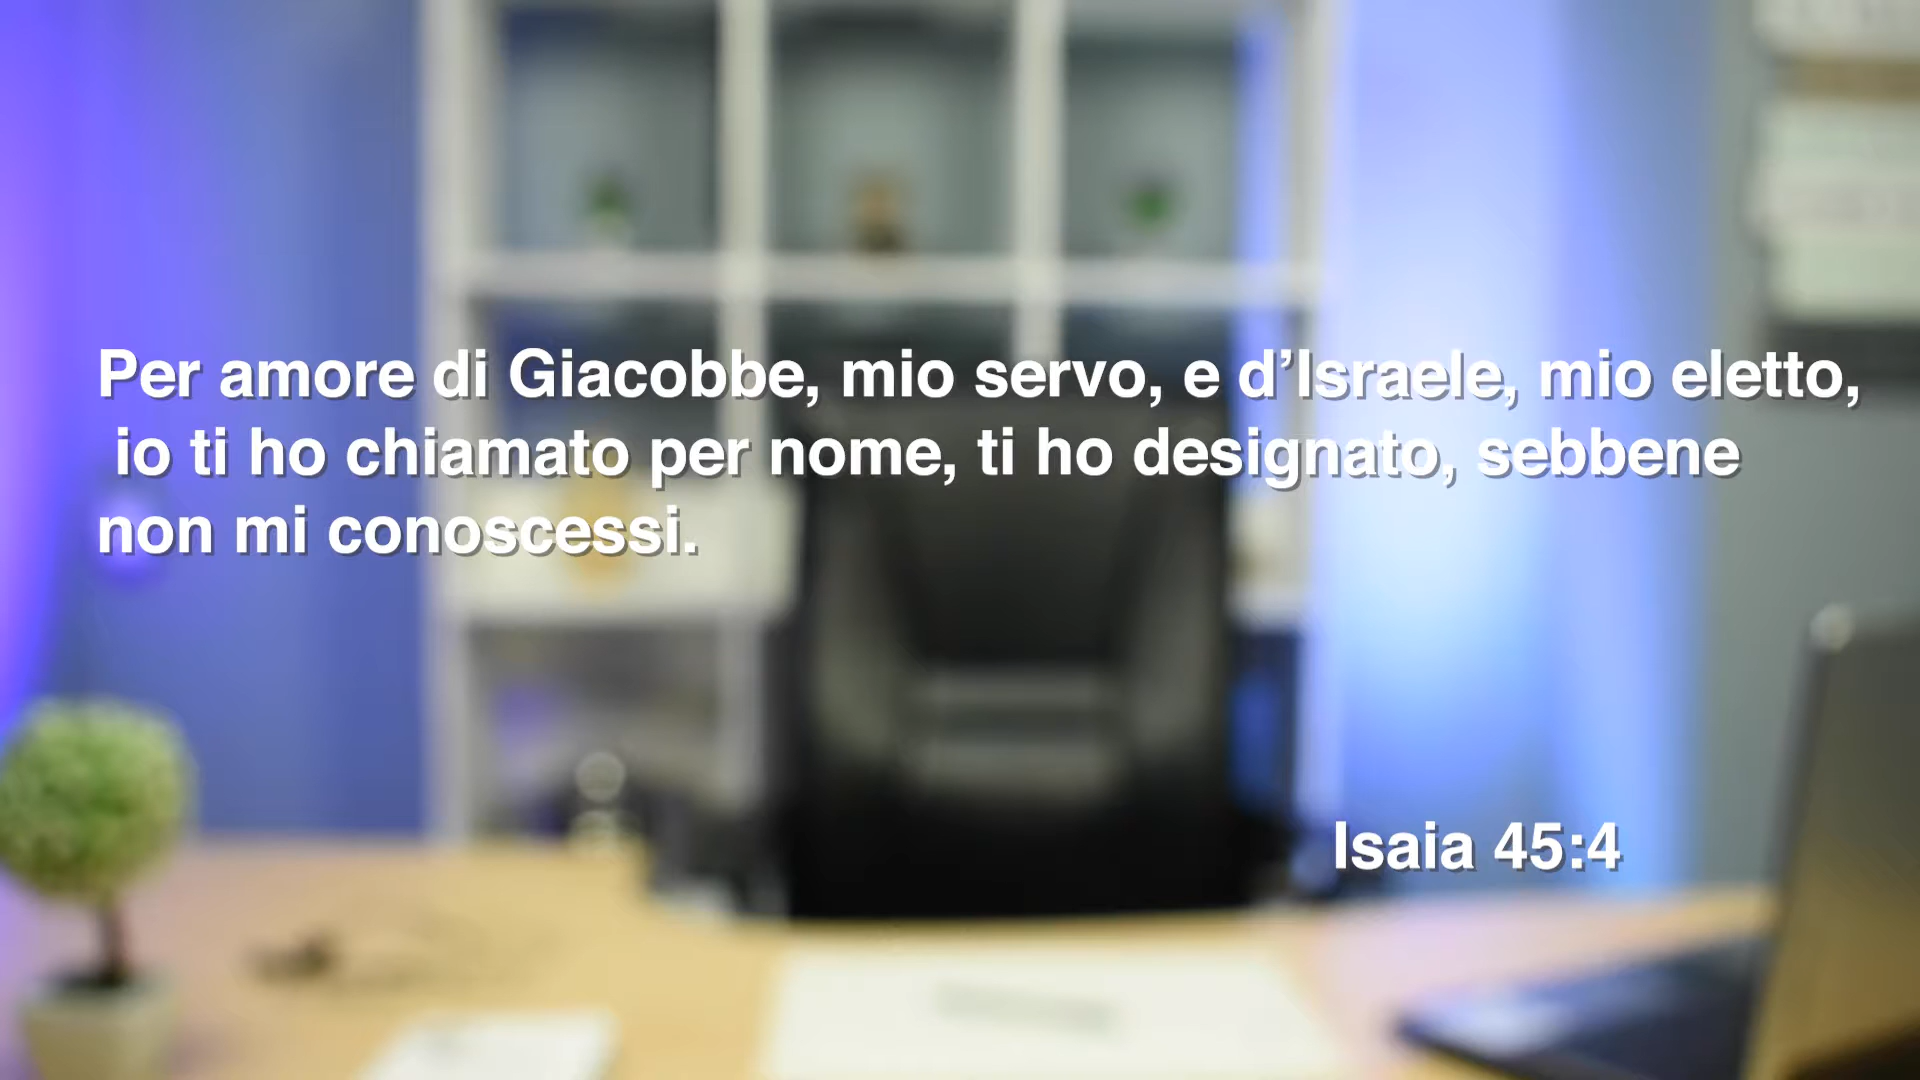 Per amore di Giacobbe, mio servo, e d’Israele, mio eletto,
io ti ho chiamato per nome, ti ho designato, sebbene
non mi conoscessi.
Isaia 45:4